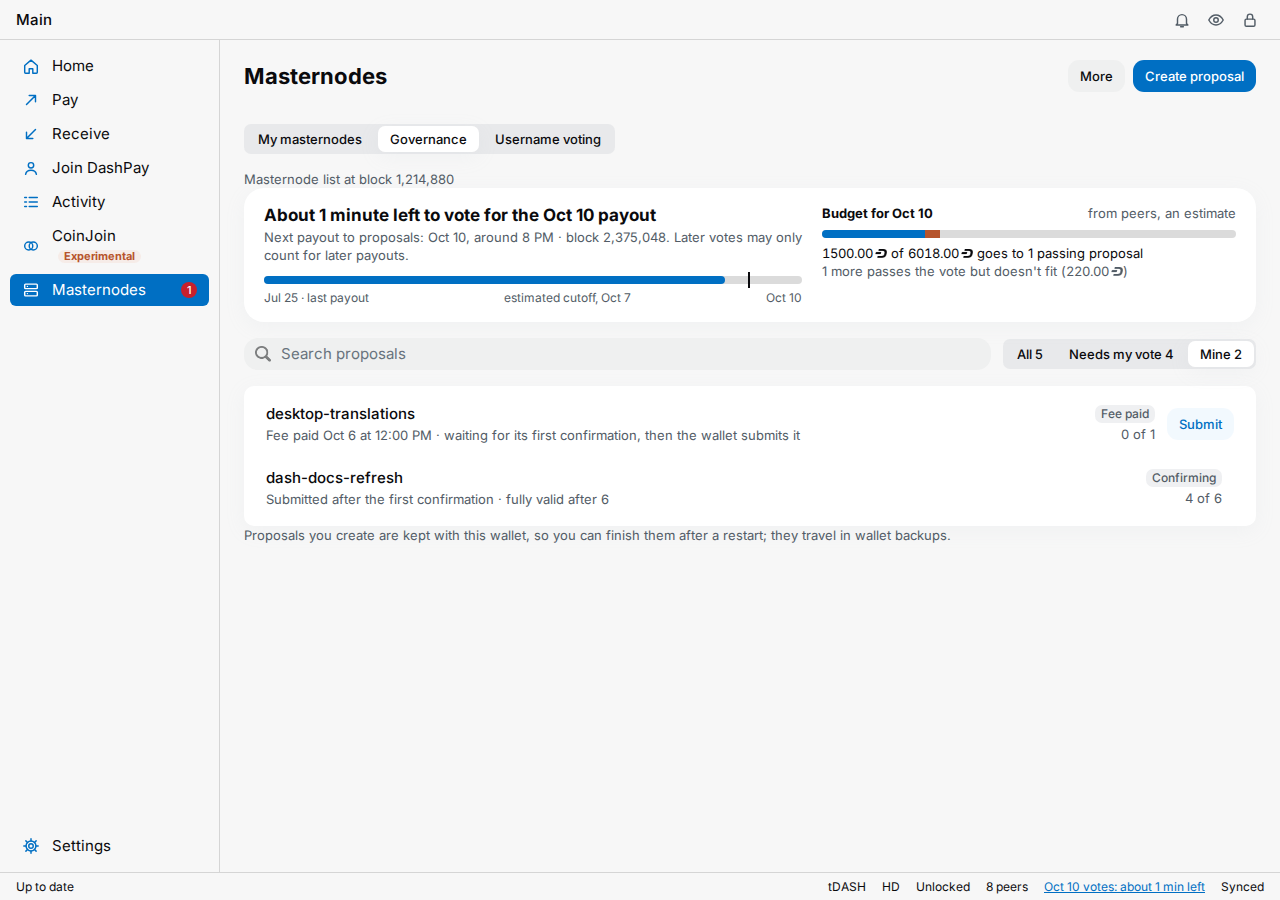 Main
Home
Pay
Receive
Join DashPay
Activity
CoinJoin
Experimental
Masternodes 1
Settings
Masternodes
More
Create proposal
My masternodes
Governance
Username voting
Masternode list at block 1,214,880
About 1 minute left to vote for the Oct 10 payout
Next payout to proposals: Oct 10, around 8 PM · block 2,375,048. Later votes may only
count for later payouts.
Jul 25 · last payout
estimated cutoff, Oct 7
Oct 10
Budget for Oct 10
from peers, an estimate
1500.00 of 6018.00 goes to 1 passing proposal
1 more passes the vote but doesn't fit (220.00)
Search proposals
All 5
Needs my vote 4
Mine 2
desktop-translations
Fee paid Oct 6 at 12:00 PM · waiting for its first confirmation, then the wallet submits it
Fee paid
0 of 1
Submit
dash-docs-refresh
Submitted after the first confirmation · fully valid after 6
Confirming
4 of 6
Proposals you create are kept with this wallet, so you can finish them after a restart; they travel in wallet backups.
Up to date
tDASH
HD
Unlocked
8 peers
Oct 10 votes: about 1 min left
Synced